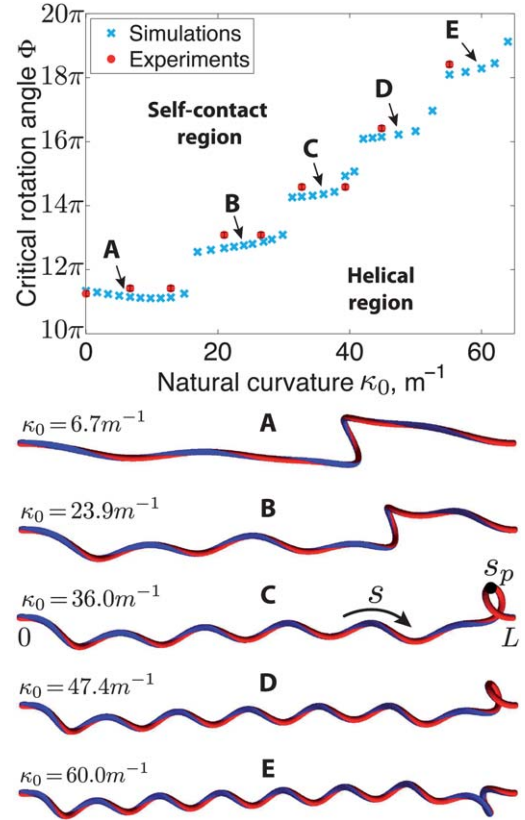 20π
18π
16π
14π
12π
10π
Critical rotation angle Φ
Simulations
Experiments
Self-contact
region
Helical
region
A
B
C
D
E
0
20
40
60
Natural curvature κ₀, m⁻¹
κ₀=6.7m⁻¹
A
κ₀=23.9m⁻¹
B
κ₀=36.0m⁻¹
C
s
sₚ
0
L
κ₀=47.4m⁻¹
D
κ₀=60.0m⁻¹
E